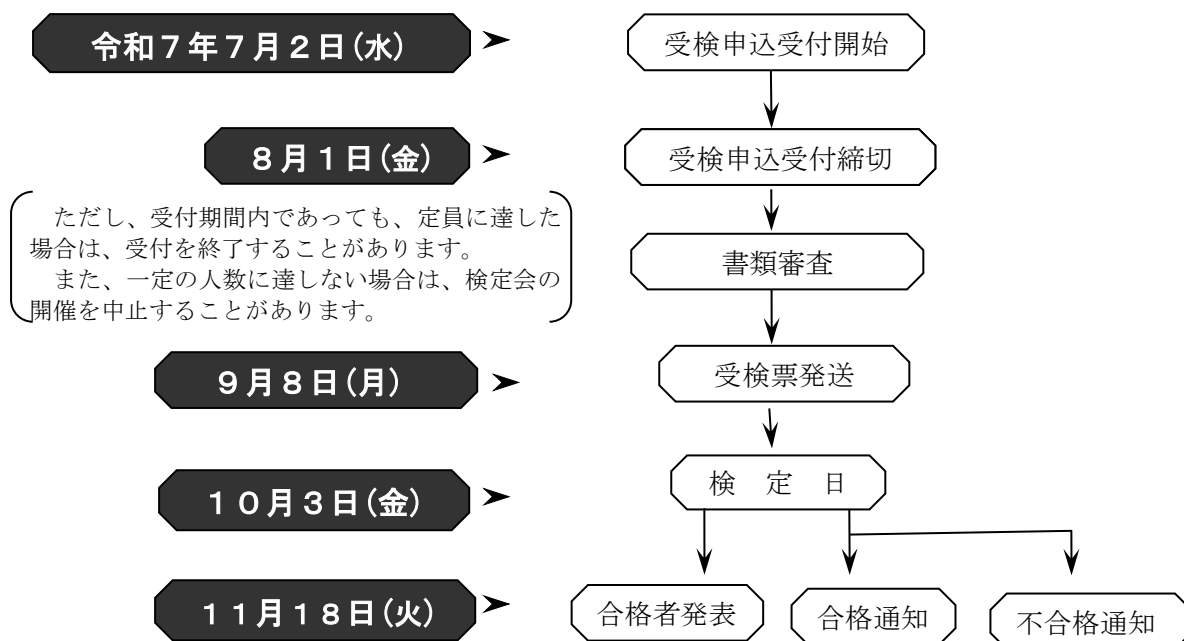 令和７年７月２日(水)
受検申込受付開始
８月１日(金)
受検申込受付締切
ただし、受付期間内であっても、定員に達した
場合は、受付を終了することがあります。
また、一定の人数に達しない場合は、検定会の
開催を中止することがあります。
書類審査
９月８日(月)
受検票発送
１０月３日(金)
検　定　日
１１月１８日(火)
合格者発表
合格通知
不合格通知